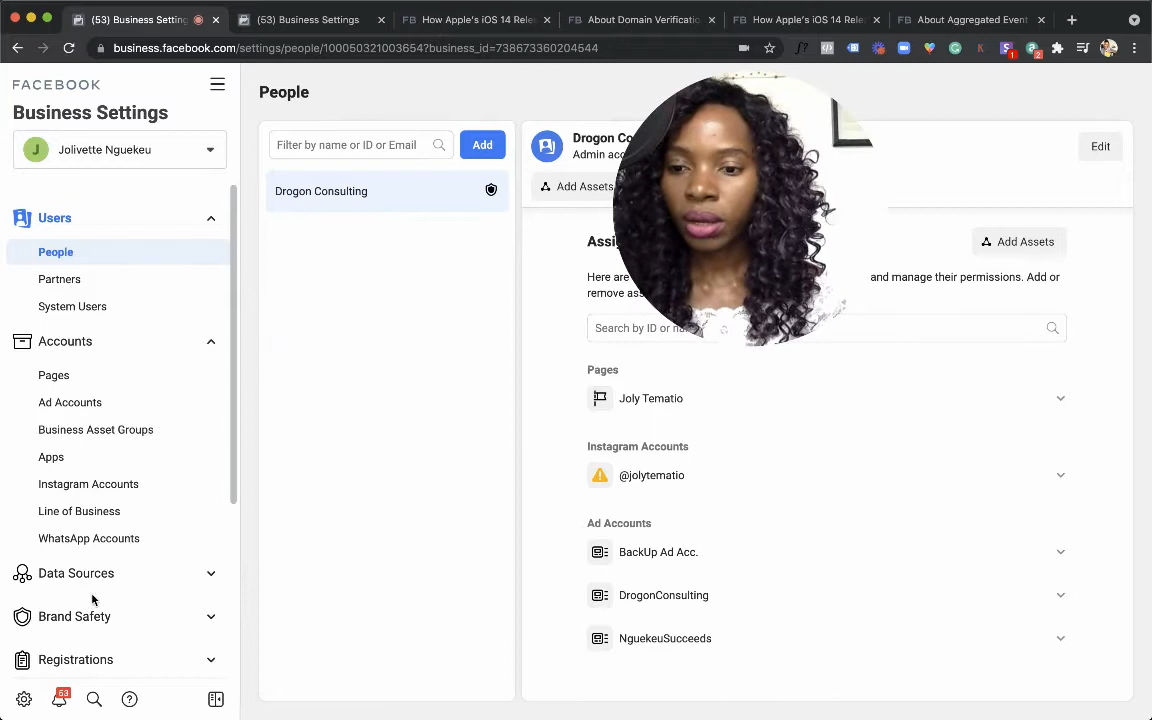 (53) Business Setting
(53) Business Settings
How Apple's iOS 14 Rele
About Domain Verificatio
How Apple's iOS 14 Rele
About Aggregated Event
business.facebook.com/settings/people/100050321003654?business_id=738673360204544
FACEBOOK
Business Settings
J Jolivette Nguekeu
Users
People
Partners
System Users
Accounts
Pages
Ad Accounts
Business Asset Groups
Apps
Instagram Accounts
Line of Business
WhatsApp Accounts
Data Sources
Brand Safety
Registrations
53
People
Filter by name or ID or Email
Add
Drogon Consulting
Drogon Co
Admin acc
Edit
Add Assets
Assig
Add Assets
Here are
and manage their permissions. Add or
remove ass
Search by ID or na
Pages
Joly Tematio
Instagram Accounts
@jolytematio
Ad Accounts
BackUp Ad Acc.
DrogonConsulting
NguekeuSucceeds